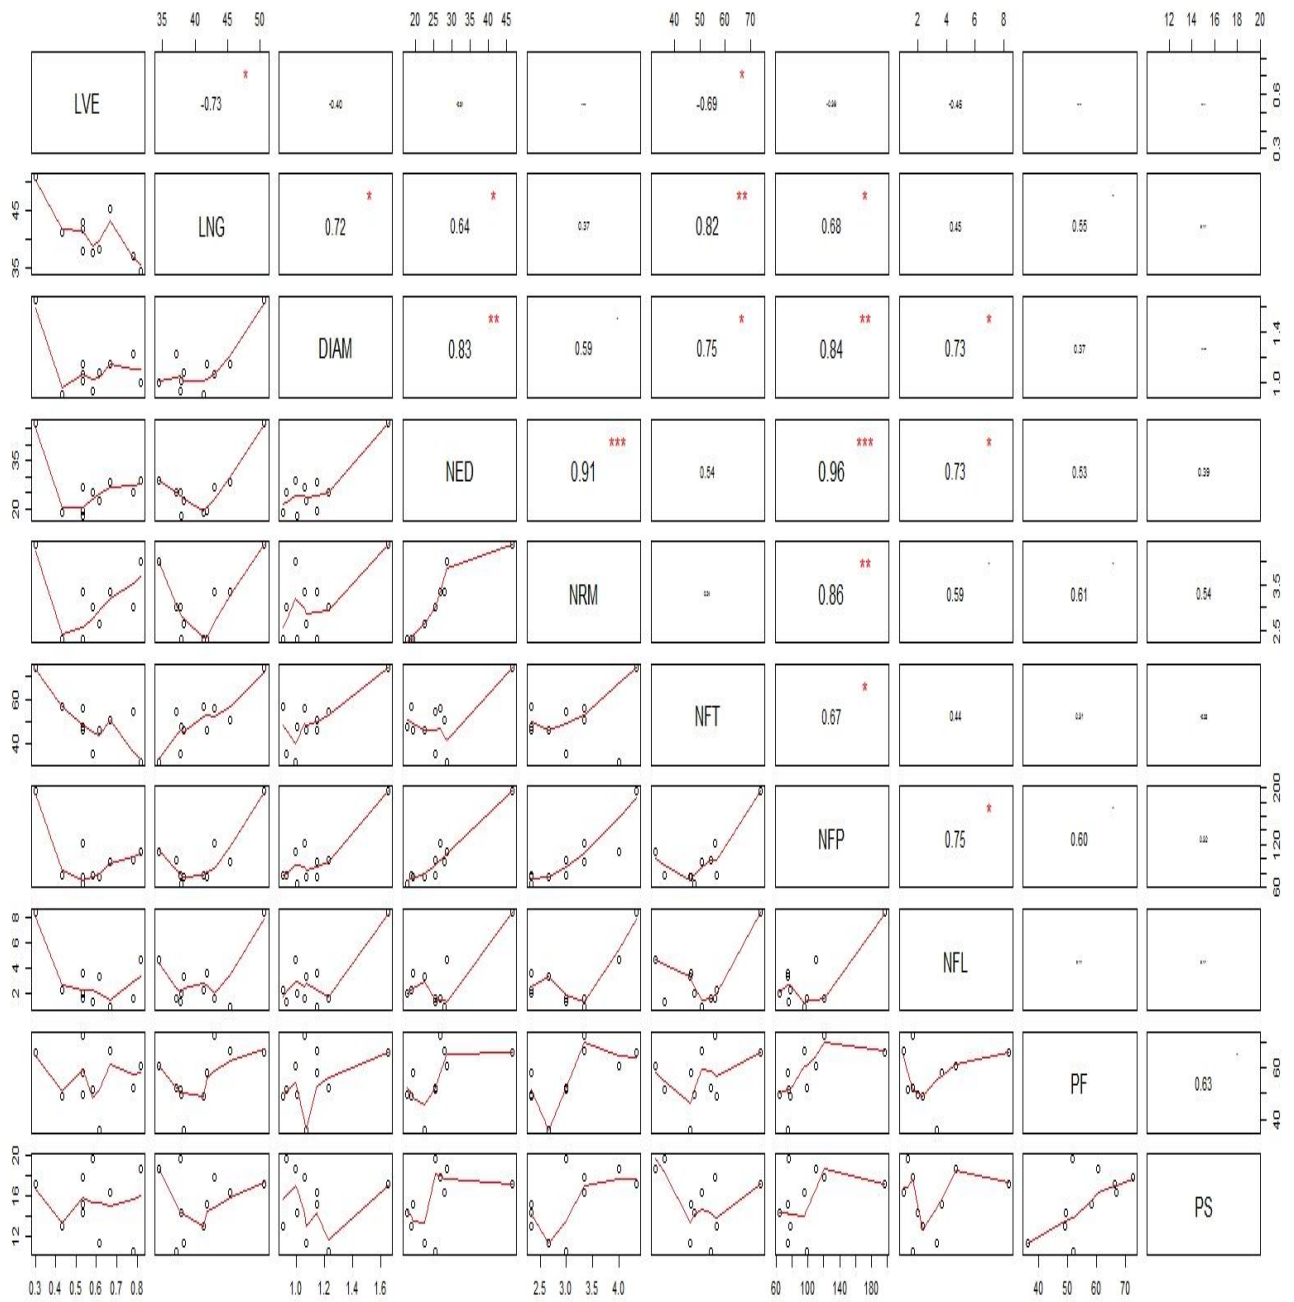 35 40 45 50 20 25 30 35 40 45 40 50 60 70 2 4 6 8 12 14 16 18 20
* *
LVE -0.73 -0.40 -0.69 -0.45 0.3 0.6
* * ** *
35 45 LNG 0.72 0.64 0.37 0.82 0.68 0.45 0.55
** * ** *
DIAM 0.83 0.59 0.75 0.84 0.73 0.37 1.0 1.4
*** *** *
20 35 NED 0.91 0.54 0.96 0.73 0.53 0.39
**
NRM 0.86 0.59 0.61 0.54 2.5 3.5
*
40 60 NFT 0.67 0.44
*
NFP 0.75 0.60 60 120 200
2 4 6 8 NFL
PF 0.63 40 60
12 16 20 PS
0.3 0.4 0.5 0.6 0.7 0.8 1.0 1.2 1.4 1.6 2.5 3.0 3.5 4.0 60 100 140 180 40 50 60 70